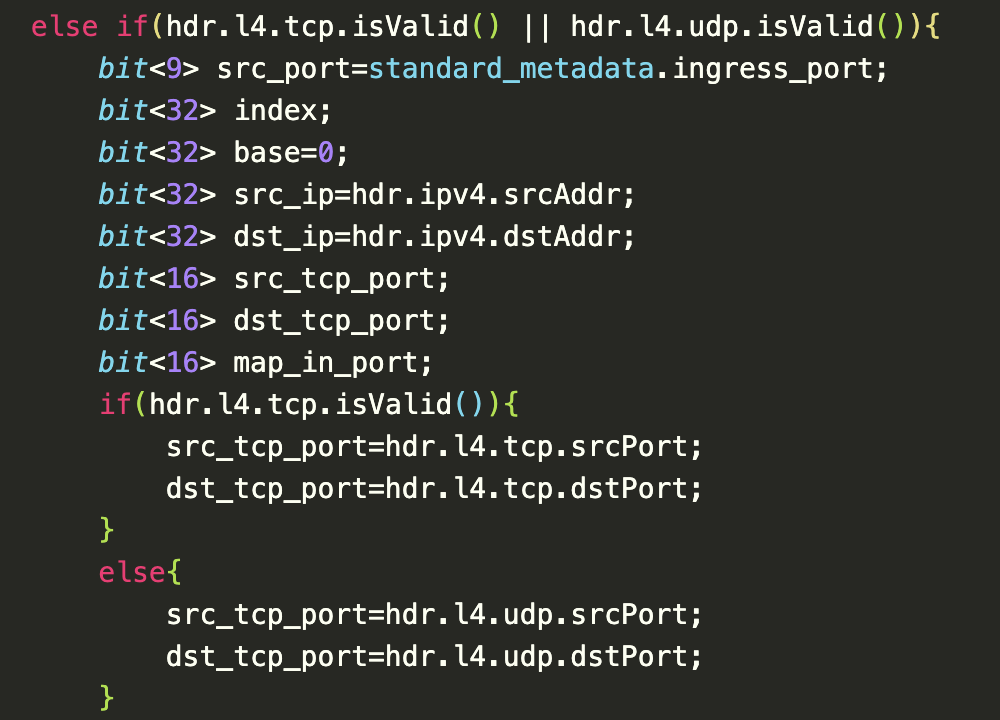 else if(hdr.l4.tcp.isValid() || hdr.l4.udp.isValid()){
    bit<9> src_port=standard_metadata.ingress_port;
    bit<32> index;
    bit<32> base=0;
    bit<32> src_ip=hdr.ipv4.srcAddr;
    bit<32> dst_ip=hdr.ipv4.dstAddr;
    bit<16> src_tcp_port;
    bit<16> dst_tcp_port;
    bit<16> map_in_port;
    if(hdr.l4.tcp.isValid()){
        src_tcp_port=hdr.l4.tcp.srcPort;
        dst_tcp_port=hdr.l4.tcp.dstPort;
    }
    else{
        src_tcp_port=hdr.l4.udp.srcPort;
        dst_tcp_port=hdr.l4.udp.dstPort;
    }